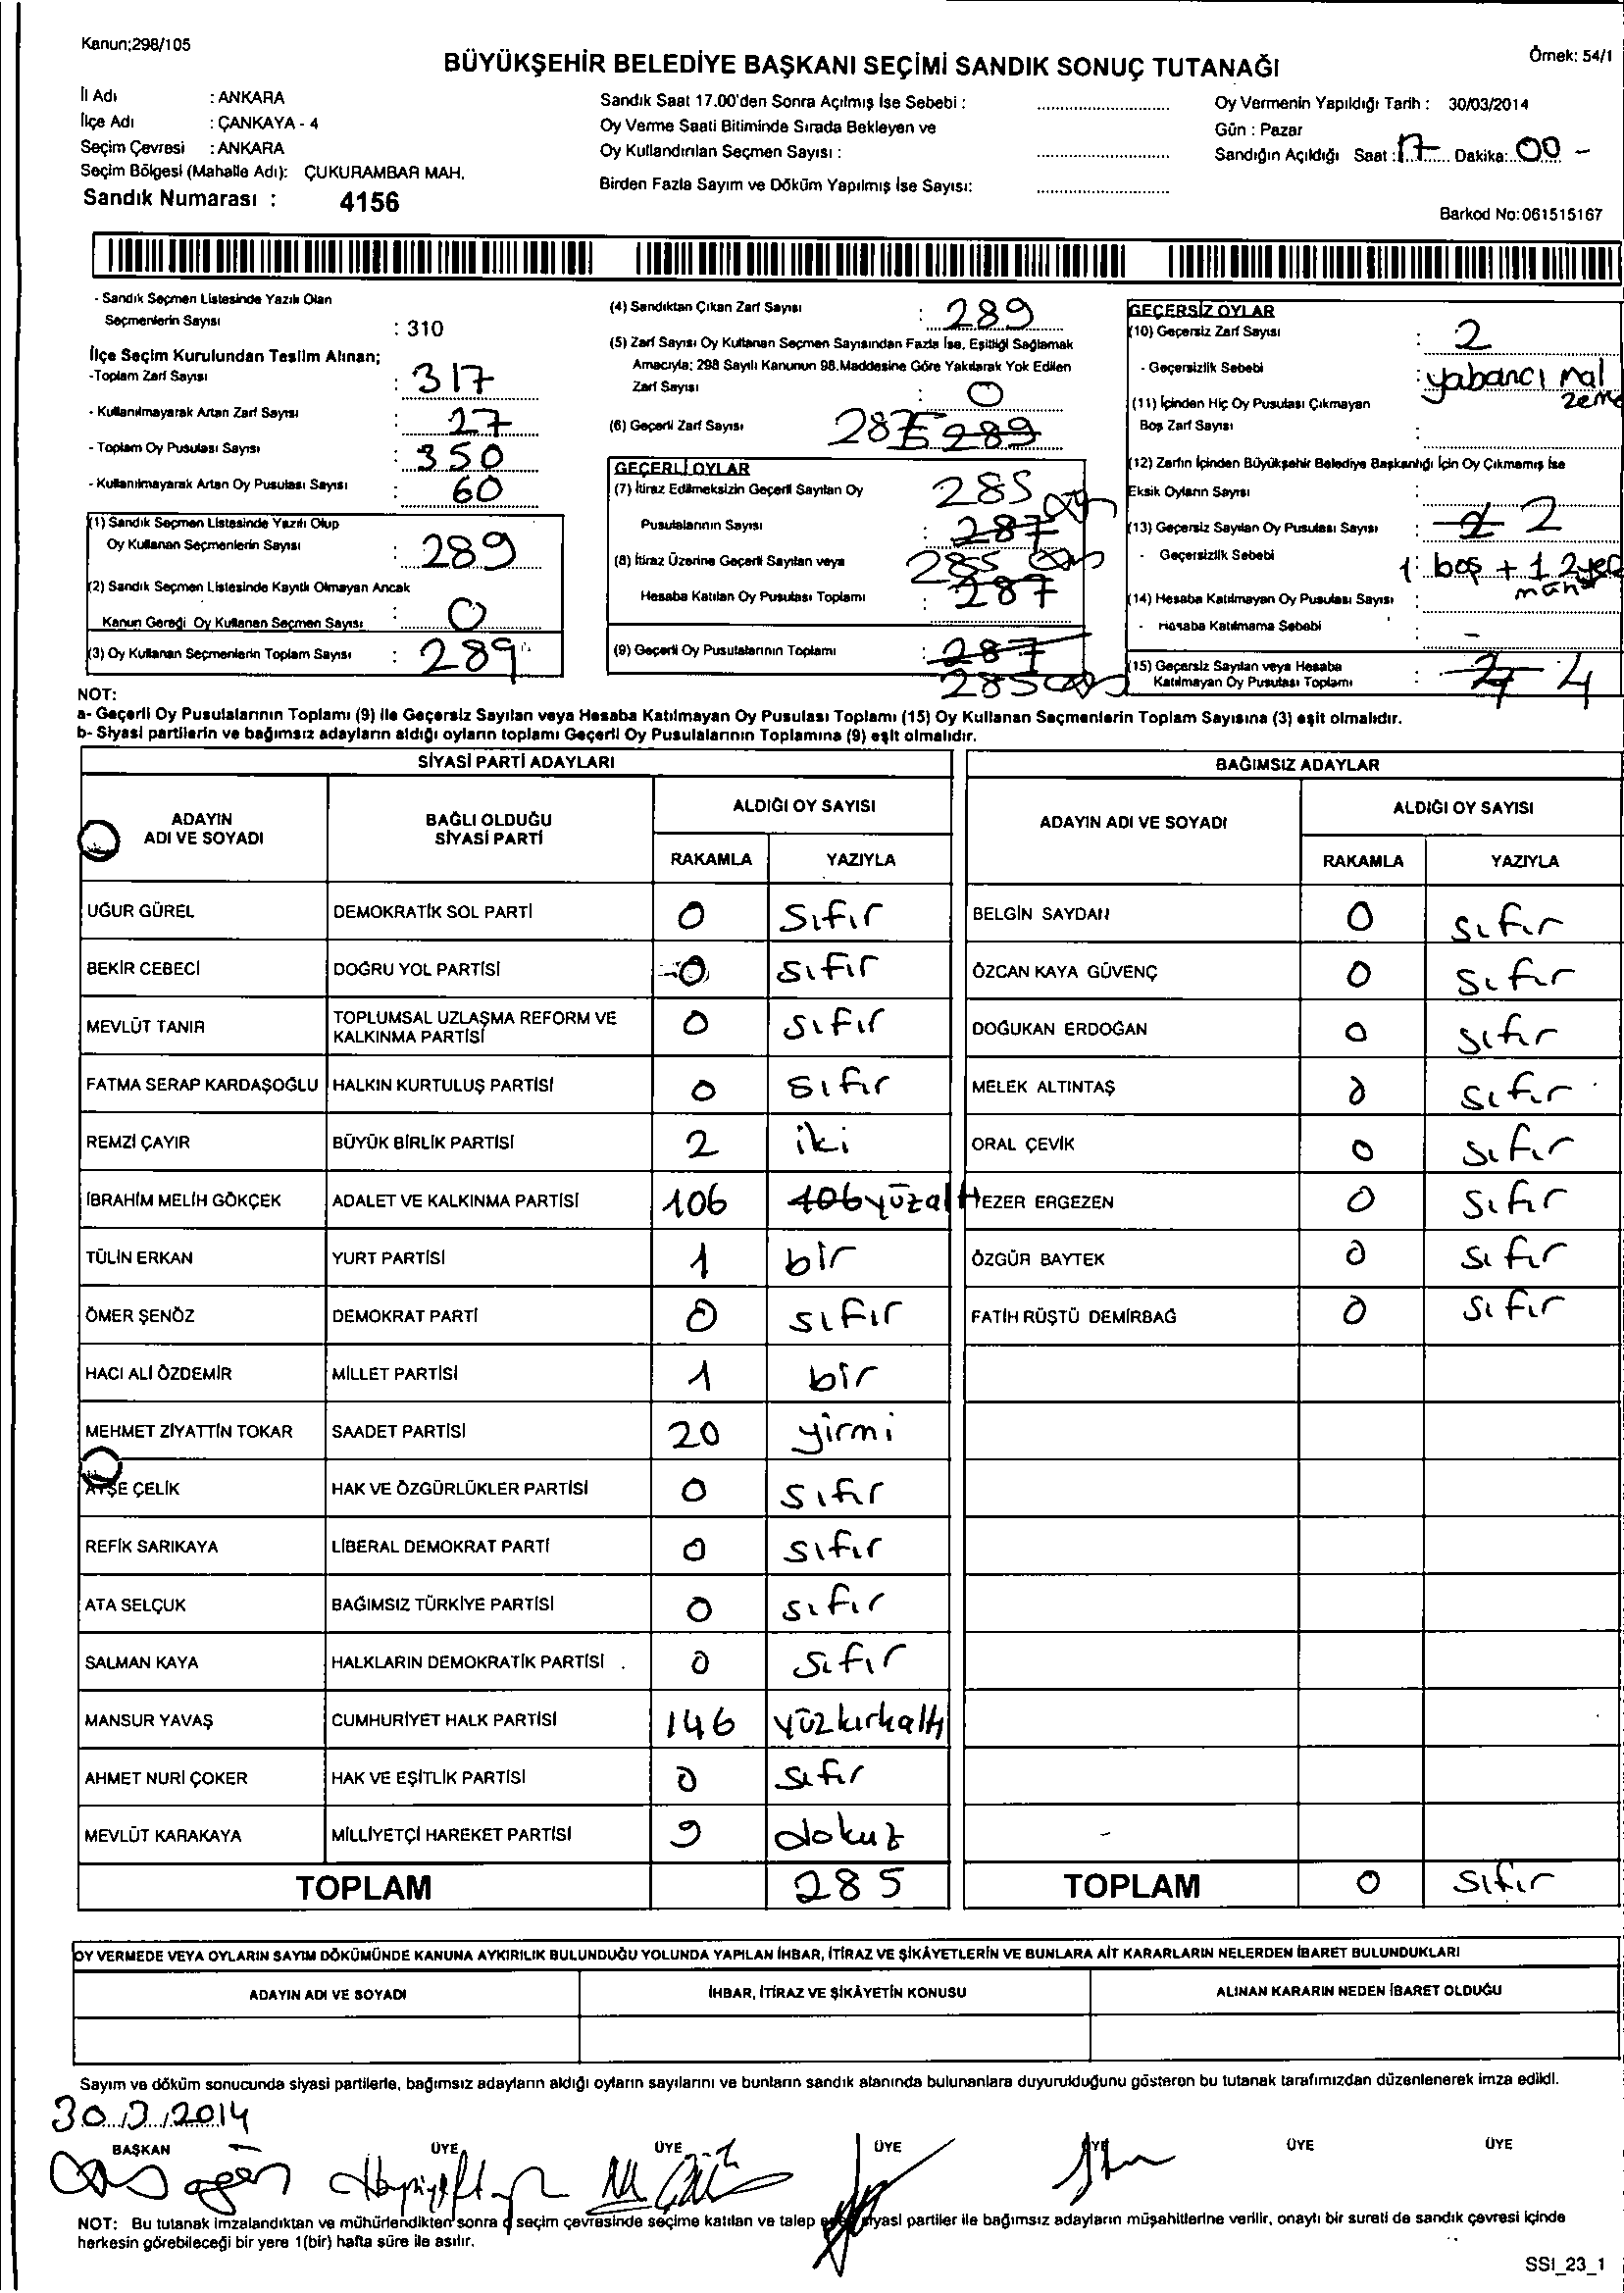 Kanun;298/105
Örnek: 54/1
BÜYÜKŞEHİR BELEDİYE BAŞKANI SEÇİMİ SANDIK SONUÇ TUTANAĞI
İl Adı : ANKARA
İlçe Adı : ÇANKAYA - 4
Seçim Çevresi : ANKARA
Seçim Bölgesi (Mahalle Adı): ÇUKURAMBAR MAH.
Sandık Numarası : 4156
Sandık Saat 17.00'den Sonra Açılmış İse Sebebi :
Oy Verme Saati Bitiminde Sırada Bekleyen ve
Oy Kullandırılan Seçmen Sayısı :
Birden Fazla Sayım ve Döküm Yapılmış İse Sayısı:
Oy Vermenin Yapıldığı Tarih : 30/03/2014
Gün : Pazar
Sandığın Açıldığı Saat : 17 Dakika: 00 -
Barkod No:061515167
- Sandık Seçmen Listesinde Yazılı Olan
Seçmenlerin Sayısı : 310
İlçe Seçim Kurulundan Teslim Alınan;
-Toplam Zarf Sayısı : 317
- Kullanılmayarak Artan Zarf Sayısı : 27
- Toplam Oy Pusulası Sayısı : 350
- Kullanılmayarak Artan Oy Pusulası Sayısı : 60
(1) Sandık Seçmen Listesinde Yazılı Olup
Oy Kullanan Seçmenlerin Sayısı : 289
(2) Sandık Seçmen Listesinde Kayıtlı Olmayan Ancak
Kanun Gereği Oy Kullanan Seçmen Sayısı : 0
(3) Oy Kullanan Seçmenlerin Toplam Sayısı : 289
(4) Sandıktan Çıkan Zarf Sayısı : 289
(5) Zarf Sayısı Oy Kullanan Seçmen Sayısından Fazla İse, Eşitliği Sağlamak
Amacıyla; 298 Sayılı Kanunun 98.Maddesine Göre Yakılarak Yok Edilen
Zarf Sayısı : 0
(6) Geçerli Zarf Sayısı 287 289
GEÇERLİ OYLAR
(7) İtiraz Edilmeksizin Geçerli Sayılan Oy 285
Pusulalarının Sayısı : 287
(8) İtiraz Üzerine Geçerli Sayılan veya 285
Hesaba Katılan Oy Pusulası Toplamı : 287
(9) Geçerli Oy Pusulalarının Toplamı : 287
285
GEÇERSİZ OYLAR
(10) Geçersiz Zarf Sayısı : 2
- Geçersizlik Sebebi : yabancı mal
zeme
(11) İçinden Hiç Oy Pusulası Çıkmayan
Boş Zarf Sayısı :
(12) Zarfın İçinden Büyükşehir Belediye Başkanlığı İçin Oy Çıkmamış İse
Eksik Oyların Sayısı :
(13) Geçersiz Sayılan Oy Pusulası Sayısı : 2 2
- Geçersizlik Sebebi : 1 boş + 1 2 yer
(14) Hesaba Katılmayan Oy Pusulası Sayısı :
- Hesaba Katılmama Sebebi : -
(15) Geçersiz Sayılan veya Hesaba
Katılmayan Oy Pusulası Toplamı : 4
NOT:
a- Geçerli Oy Pusulalarının Toplamı (9) ile Geçersiz Sayılan veya Hesaba Katılmayan Oy Pusulası Toplamı (15) Oy Kullanan Seçmenlerin Toplam Sayısına (3) eşit olmalıdır.
b- Siyasi partilerin ve bağımsız adayların aldığı oyların toplamı Geçerli Oy Pusulalarının Toplamına (9) eşit olmalıdır.
SİYASİ PARTİ ADAYLARI
ADAYIN ADI VE SOYADI BAĞLI OLDUĞU SİYASİ PARTİ ALDIĞI OY SAYISI
RAKAMLA YAZIYLA
UĞUR GÜREL DEMOKRATİK SOL PARTİ 0 sıfır
BEKİR CEBECİ DOĞRU YOL PARTİSİ 0 sıfır
MEVLÜT TANIR TOPLUMSAL UZLAŞMA REFORM VE KALKINMA PARTİSİ 0 sıfır
FATMA SERAP KARDAŞOĞLU HALKIN KURTULUŞ PARTİSİ 0 sıfır
REMZİ ÇAYIR BÜYÜK BİRLİK PARTİSİ 2 iki
İBRAHİM MELİH GÖKÇEK ADALET VE KALKINMA PARTİSİ 106 106 yüzaltı
TÜLİN ERKAN YURT PARTİSİ 1 bir
ÖMER ŞENÖZ DEMOKRAT PARTİ 0 sıfır
HACI ALİ ÖZDEMİR MİLLET PARTİSİ 1 bir
MEHMET ZİYATTİN TOKAR SAADET PARTİSİ 20 yirmi
AYŞE ÇELİK HAK VE ÖZGÜRLÜKLER PARTİSİ 0 sıfır
REFİK SARIKAYA LİBERAL DEMOKRAT PARTİ 0 sıfır
ATA SELÇUK BAĞIMSIZ TÜRKİYE PARTİSİ 0 sıfır
SALMAN KAYA HALKLARIN DEMOKRATİK PARTİSİ 0 sıfır
MANSUR YAVAŞ CUMHURİYET HALK PARTİSİ 146 yüzkırkaltı
AHMET NURİ ÇOKER HAK VE EŞİTLİK PARTİSİ 0 sıfır
MEVLÜT KARAKAYA MİLLİYETÇİ HAREKET PARTİSİ 9 dokuz
TOPLAM 285
BAĞIMSIZ ADAYLAR
ADAYIN ADI VE SOYADI ALDIĞI OY SAYISI
RAKAMLA YAZIYLA
BELGİN SAYDAN 0 sıfır
ÖZCAN KAYA GÜVENÇ 0 sıfır
DOĞUKAN ERDOĞAN 0 sıfır
MELEK ALTINTAŞ 0 sıfır
ORAL ÇEVİK 0 sıfır
EZER ERGEZEN 0 sıfır
ÖZGÜR BAYTEK 0 sıfır
FATİH RÜŞTÜ DEMİRBAĞ 0 sıfır
TOPLAM 0 sıfır
OY VERMEDE VEYA OYLARIN SAYIM DÖKÜMÜNDE KANUNA AYKIRILIK BULUNDUĞU YOLUNDA YAPILAN İHBAR, İTİRAZ VE ŞİKÂYETLERİN VE BUNLARA AİT KARARLARIN NELERDEN İBARET BULUNDUKLARI
ADAYIN ADI VE SOYADI İHBAR, İTİRAZ VE ŞİKÂYETİN KONUSU ALINAN KARARIN NEDEN İBARET OLDUĞU
Sayım ve döküm sonucunda siyasi partilerle, bağımsız adayların aldığı oyların sayılarını ve bunların sandık alanında bulunanlara duyurulduğunu gösteren bu tutanak tarafımızdan düzenlenerek imza edildi.
30./3./2014
BAŞKAN ÜYE ÜYE ÜYE ÜYE ÜYE ÜYE
NOT: Bu tutanak imzalandıktan ve mühürlendikten sonra o seçim çevresinde seçime katılan ve talep eden siyasi partiler ile bağımsız adayların müşahitlerine verilir, onaylı bir sureti de sandık çevresi içinde
herkesin görebileceği bir yere 1(bir) hafta süre ile asılır.
SSI_23_1